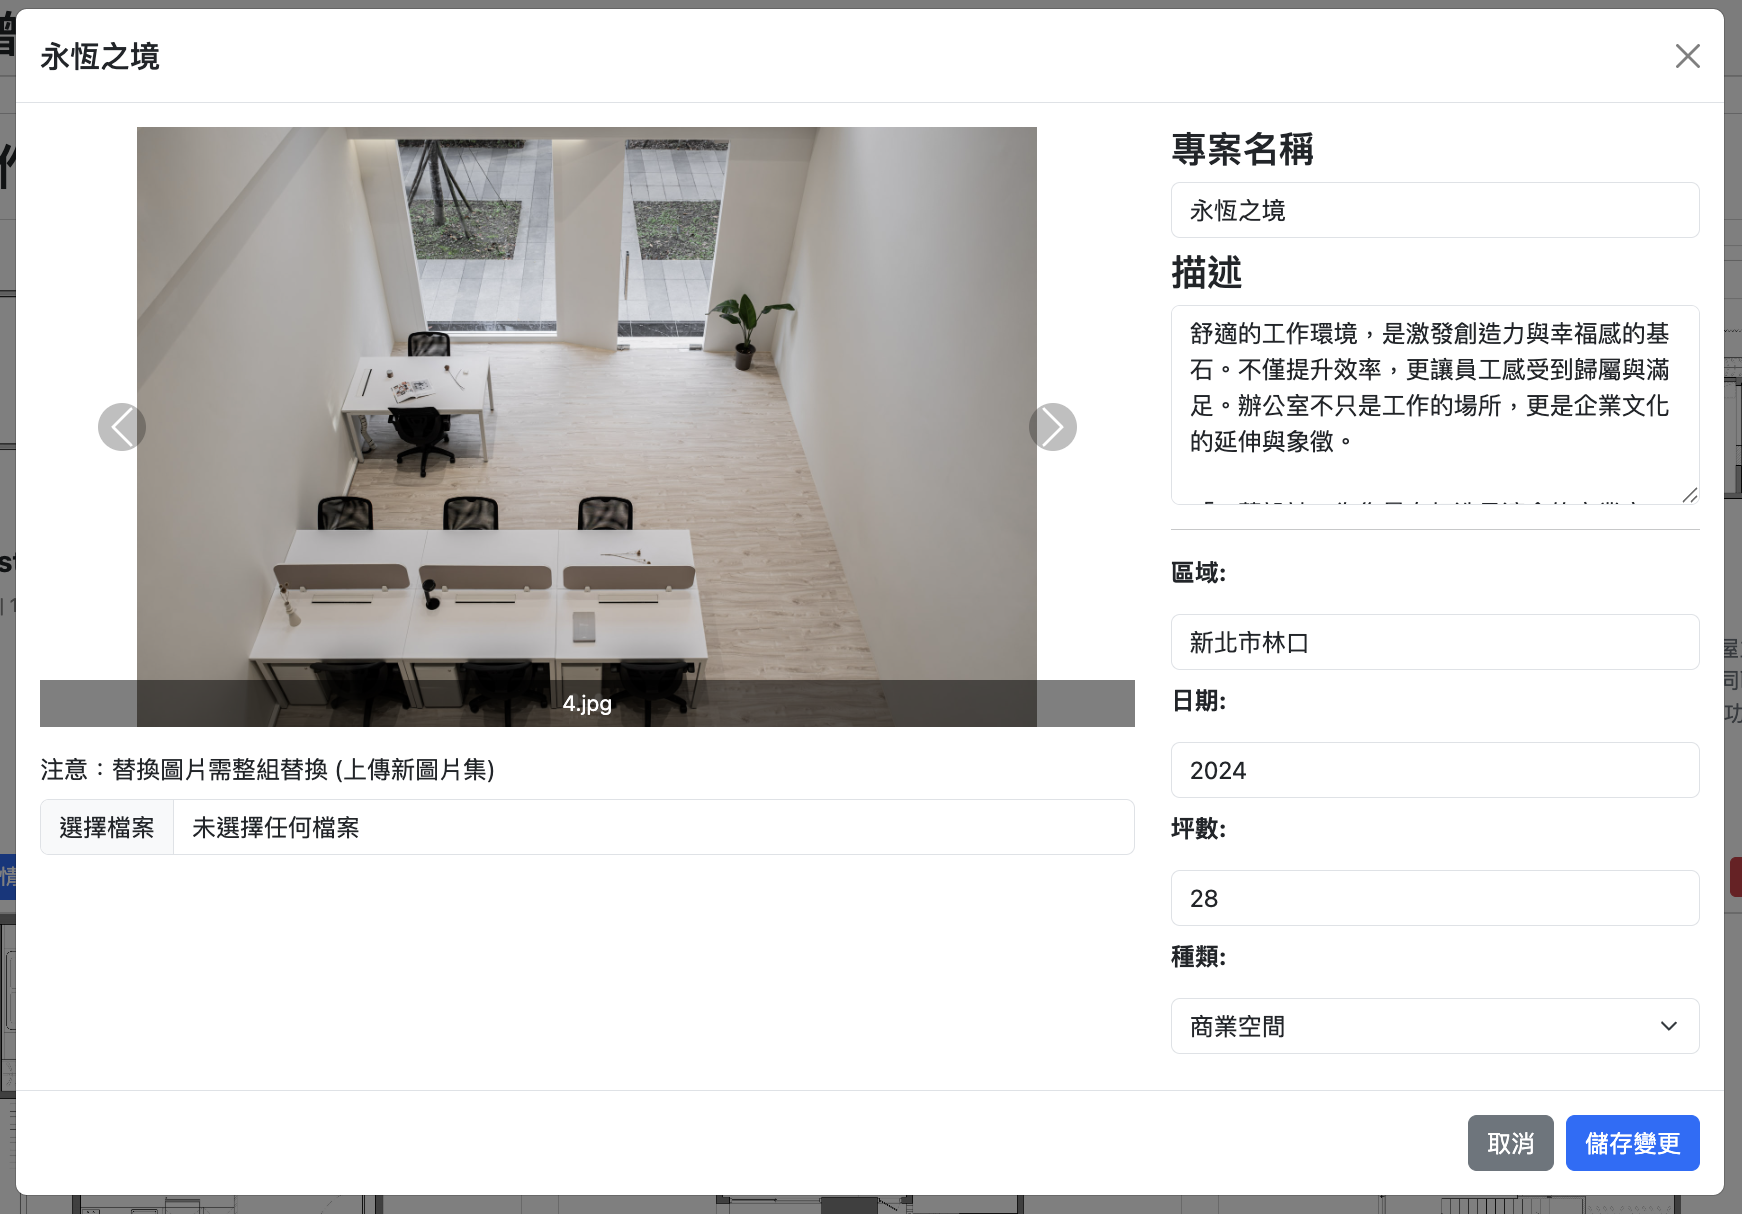 永恆之境
專案名稱
永恆之境
描述
舒適的工作環境，是激發創造力與幸福感的基
石。不僅提升效率，更讓員工感受到歸屬與滿
足。辦公室不只是工作的場所，更是企業文化
的延伸與象徵。
區域:
新北市林口
日期:
2024
坪數:
28
種類:
商業空間
4.jpg
注意：替換圖片需整組替換 (上傳新圖片集)
選擇檔案
未選擇任何檔案
取消
儲存變更